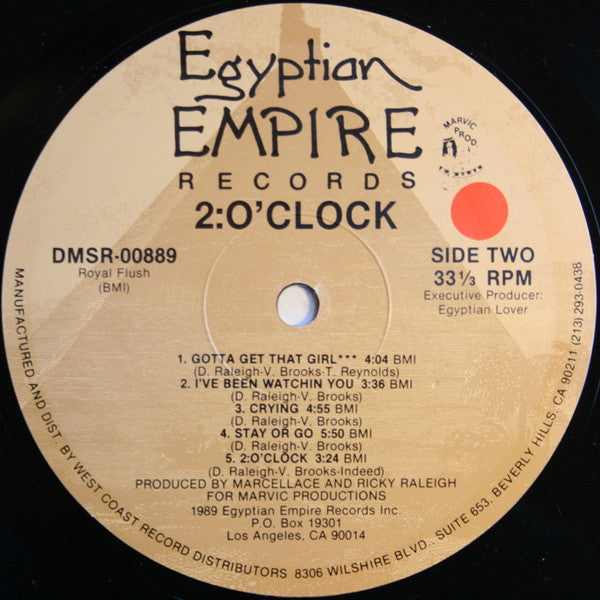 Egyptian
EMPIRE
RECORDS
MARVIC
PROD.
2:O'CLOCK
DMSR-00889
Royal Flush
(BMI)
SIDE TWO
33 1/3 RPM
Executive Producer:
Egyptian Lover
1. GOTTA GET THAT GIRL*** 4:04 BMI
(D. Raleigh-V. Brooks-T. Reynolds)
2. I'VE BEEN WATCHIN YOU 3:36 BMI
(D. Raleigh-V. Brooks)
3. CRYING 4:55 BMI
(D. Raleigh-V. Brooks)
4. STAY OR GO 5:50 BMI
(D. Raleigh-V. Brooks)
5. 2:O'CLOCK 3:24 BMI
(D. Raleigh-V. Brooks-Indeed)
PRODUCED BY MARCELLACE AND RICKY RALEIGH
FOR MARVIC PRODUCTIONS
1989 Egyptian Empire Records Inc.
P.O. Box 19301
Los Angeles, CA 90014
MANUFACTURED AND DIST. BY WEST COAST RECORD DISTRIBUTORS 8306 WILSHIRE BLVD., SUITE 653, BEVERLY HILLS, CA 90211 (213) 293-0438